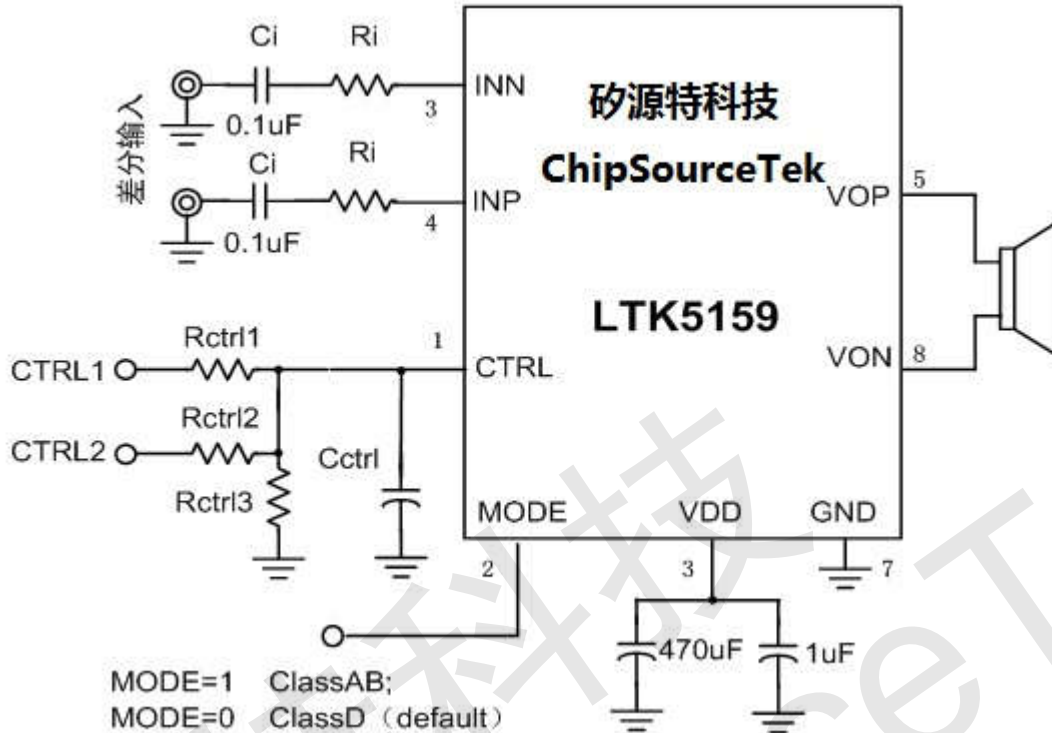 Ci
Ri
INN
3
0.1uF
差分输入
Ci
Ri
INP
4
0.1uF
矽源特科技
ChipSourceTek
VOP
5
LTK5159
VON
8
Rctrl1
1
CTRL1
CTRL
Rctrl2
CTRL2
Cctrl
Rctrl3
MODE
VDD
GND
2
3
7
470uF
1uF
MODE=1 ClassAB;
MODE=0 ClassD（default）